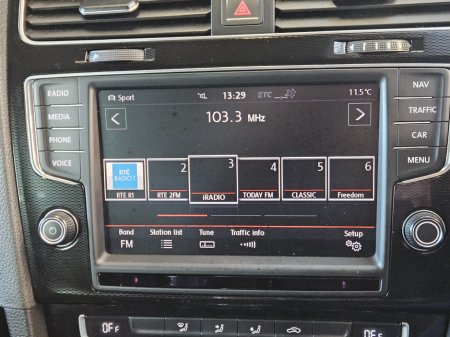 RADIO
MEDIA
PHONE
VOICE
Sport
13:29
ETC
11.5°C
103.3 MHz
RTÉ
RADIO 1
RTE R1
2
RTE 2FM
3
iRADIO
4
TODAY FM
5
CLASSIC
6
Freedom
Band
FM
Station list
Tune
Traffic info
Setup
NAV
TRAFFIC
CAR
MENU
OFF
OFF